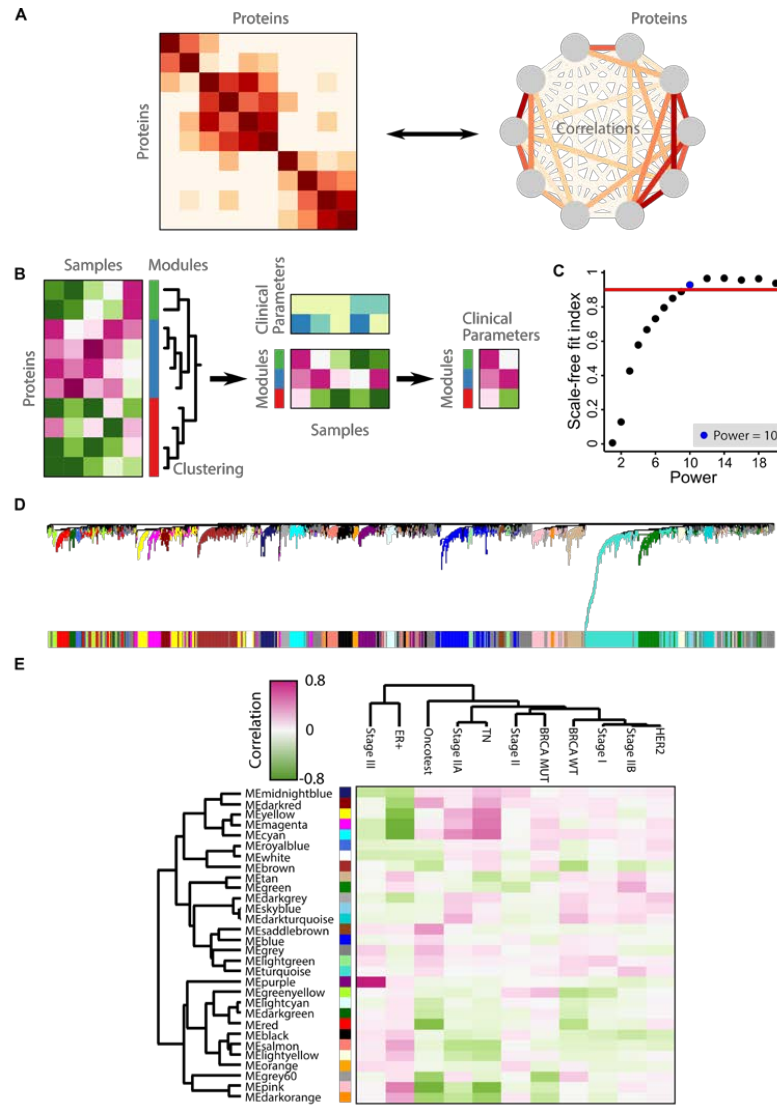 A
Proteins
Proteins
Proteins
Correlations
B
Samples
Modules
Proteins
Clustering
Clinical
Parameters
Modules
Samples
Clinical
Parameters
Modules
C
Scale-free fit index
1
0.8
0.6
0.4
0.2
0
2
6
10
14
18
Power = 10
Power
D
E
Correlation
0.8
0
-0.8
Stage III
ER+
Oncotest
Stage IIA
TN
Stage II
BRCA MUT
BRCA WT
Stage I
Stage IIB
HER2
MEmidnightblue
MEdarkred
MEyellow
MEmagenta
MEcyan
MEroyalblue
MEwhite
MEbrown
MEtan
MEgreen
MEdarkgrey
MEskyblue
MEdarkturquoise
MEsaddlebrown
MEblue
MEgrey
MElightgreen
MEturquoise
MEpurple
MEgreenyellow
MElightcyan
MEdarkgreen
MEred
MEblack
MEsalmon
MElightyellow
MEorange
MEgrey60
MEpink
MEdarkorange